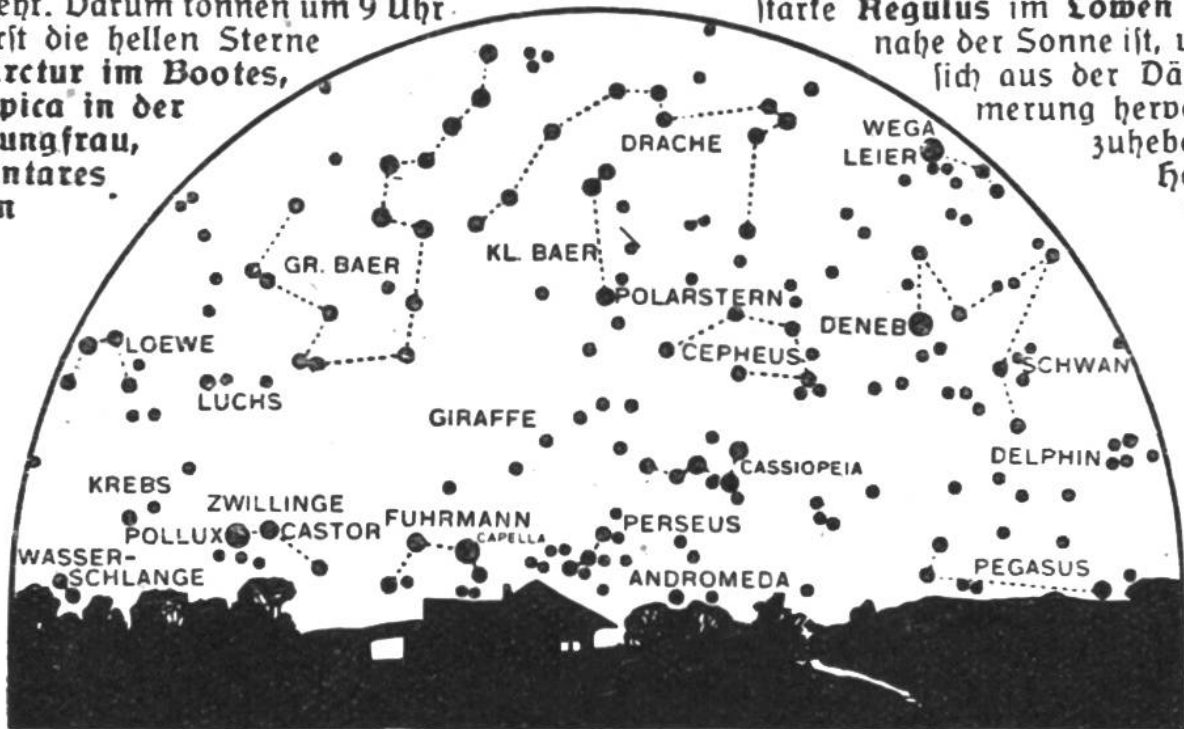 ehr. Darum können um 9 Uhr
rst die hellen Sterne
rctur im Bootes,
pica in der
ungfrau,
ntares
n
starke Regulus im Löwen
nahe der Sonne ist, u
sich aus der Dä
merung herv
zuheb
h
DRACHE
WEGA
LEIER
GR. BAER
KL. BAER
POLARSTERN
DENEB
LOEWE
CEPHEUS
SCHWAN
LUCHS
GIRAFFE
DELPHIN
CASSIOPEIA
KREBS
ZWILLINGE
POLLUX
CASTOR
FUHRMANN
CAPELLA
PERSEUS
WASSER-
SCHLANGE
ANDROMEDA
PEGASUS